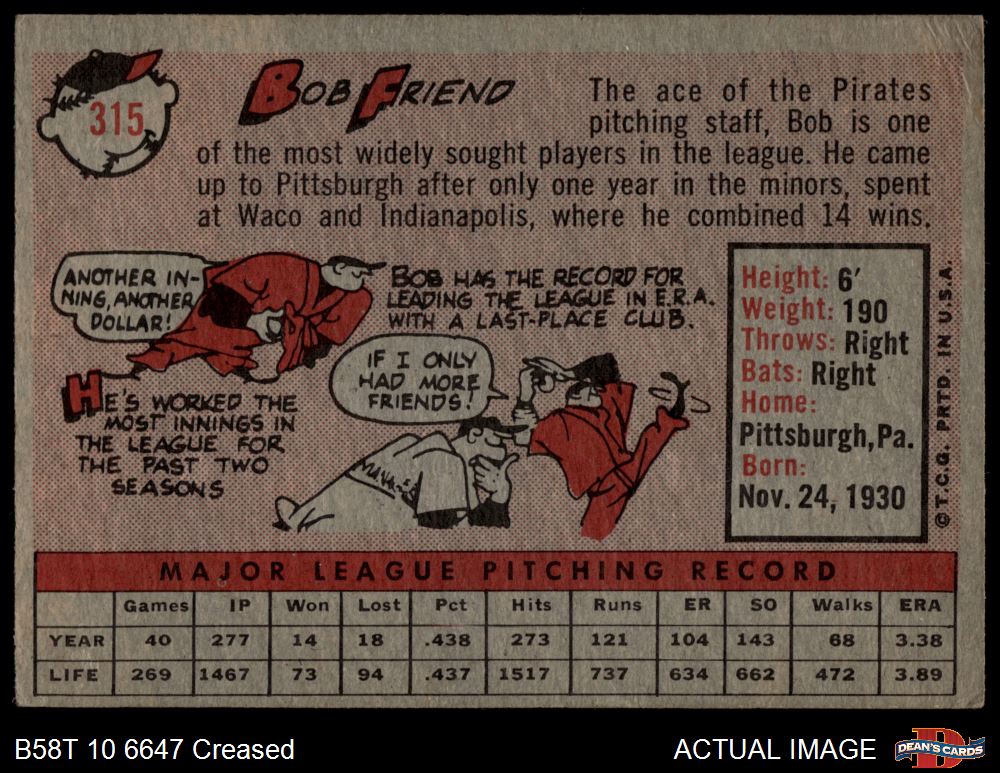 315
BOB FRIEND
The ace of the Pirates
pitching staff, Bob is one
of the most widely sought players in the league. He came
up to Pittsburgh after only one year in the minors, spent
at Waco and Indianapolis, where he combined 14 wins.
ANOTHER IN-
NING, ANOTHER
DOLLAR!
BOB HAS THE RECORD FOR
LEADING THE LEAGUE IN E.R.A.
WITH A LAST-PLACE CLUB.
IF I ONLY
HAD MORE
FRIENDS!
HE'S WORKED THE
MOST INNINGS IN
THE LEAGUE FOR
THE PAST TWO
SEASONS
Height: 6'
Weight: 190
Throws: Right
Bats: Right
Home:
Pittsburgh, Pa.
Born:
Nov. 24, 1930
© T.C.G. PRTD. IN U.S.A.
MAJOR LEAGUE PITCHING RECORD
Games IP Won Lost Pct Hits Runs ER SO Walks ERA
YEAR 40 277 14 18 .438 273 121 104 143 68 3.38
LIFE 269 1467 73 94 .437 1517 737 634 662 472 3.89
B58T 10 6647 Creased
ACTUAL IMAGE
DEAN'S CARDS